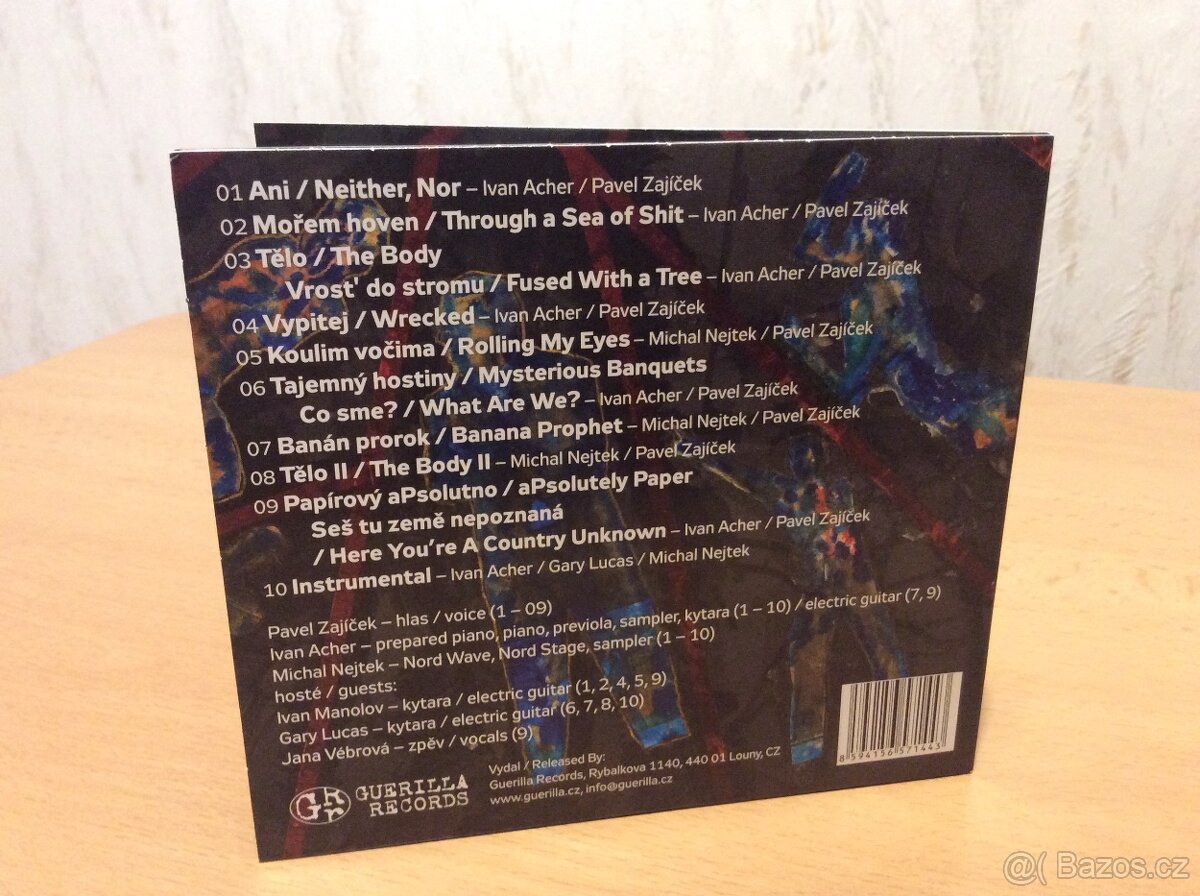 01 Ani / Neither, Nor – Ivan Acher / Pavel Zajíček
02 Mořem hoven / Through a Sea of Shit – Ivan Acher / Pavel Zajíček
03 Tělo / The Body
Vrosť do stromu / Fused With a Tree – Ivan Acher / Pavel Zajíček
04 Vypitej / Wrecked – Ivan Acher / Pavel Zajíček
05 Koulim vočima / Rolling My Eyes – Michal Nejtek / Pavel Zajíček
06 Tajemný hostiny / Mysterious Banquets
Co sme? / What Are We? – Ivan Acher / Pavel Zajíček
07 Banán prorok / Banana Prophet – Michal Nejtek / Pavel Zajíček
08 Tělo II / The Body II – Michal Nejtek / Pavel Zajíček
09 Papírový aPsolutno / aPsolutely Paper
Seš tu země nepoznaná
/ Here You're A Country Unknown – Ivan Acher / Pavel Zajíček
10 Instrumental – Ivan Acher / Gary Lucas / Michal Nejtek
Pavel Zajíček – hlas / voice (1 – 09)
Ivan Acher – prepared piano, piano, previola, sampler, kytara (1 – 10) / electric guitar (7, 9)
Michal Nejtek – Nord Wave, Nord Stage, sampler (1 – 10)
hosté / guests:
Ivan Manolov – kytara / electric guitar (1, 2, 4, 5, 9)
Gary Lucas – kytara / electric guitar (6, 7, 8, 10)
Jana Vébrová – zpěv / vocals (9)
GRr GUERILLA
RECORDS
Vydal / Released By:
Guerilla Records, Rybalkova 1140, 440 01 Louny, CZ
www.guerilla.cz, info@guerilla.cz
8 594156 571443
@( Bazos.cz